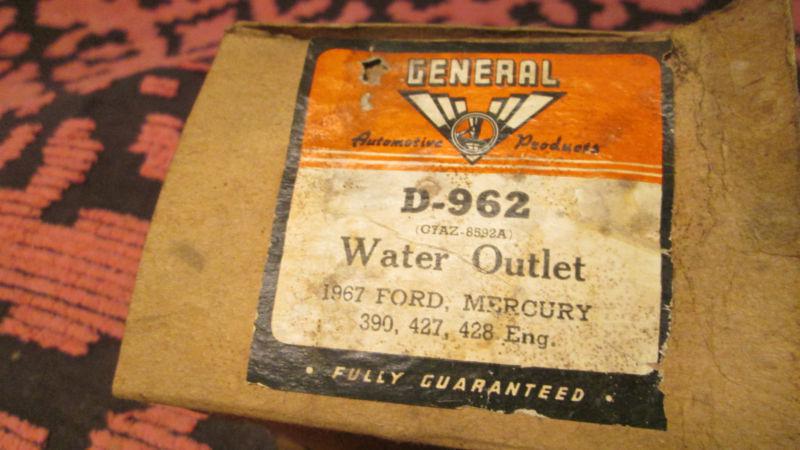 GENERAL
Automotive Products
D-962
(C7AZ-8592A)
Water Outlet
1967 FORD, MERCURY
390, 427, 428 Eng.
• FULLY GUARANTEED •